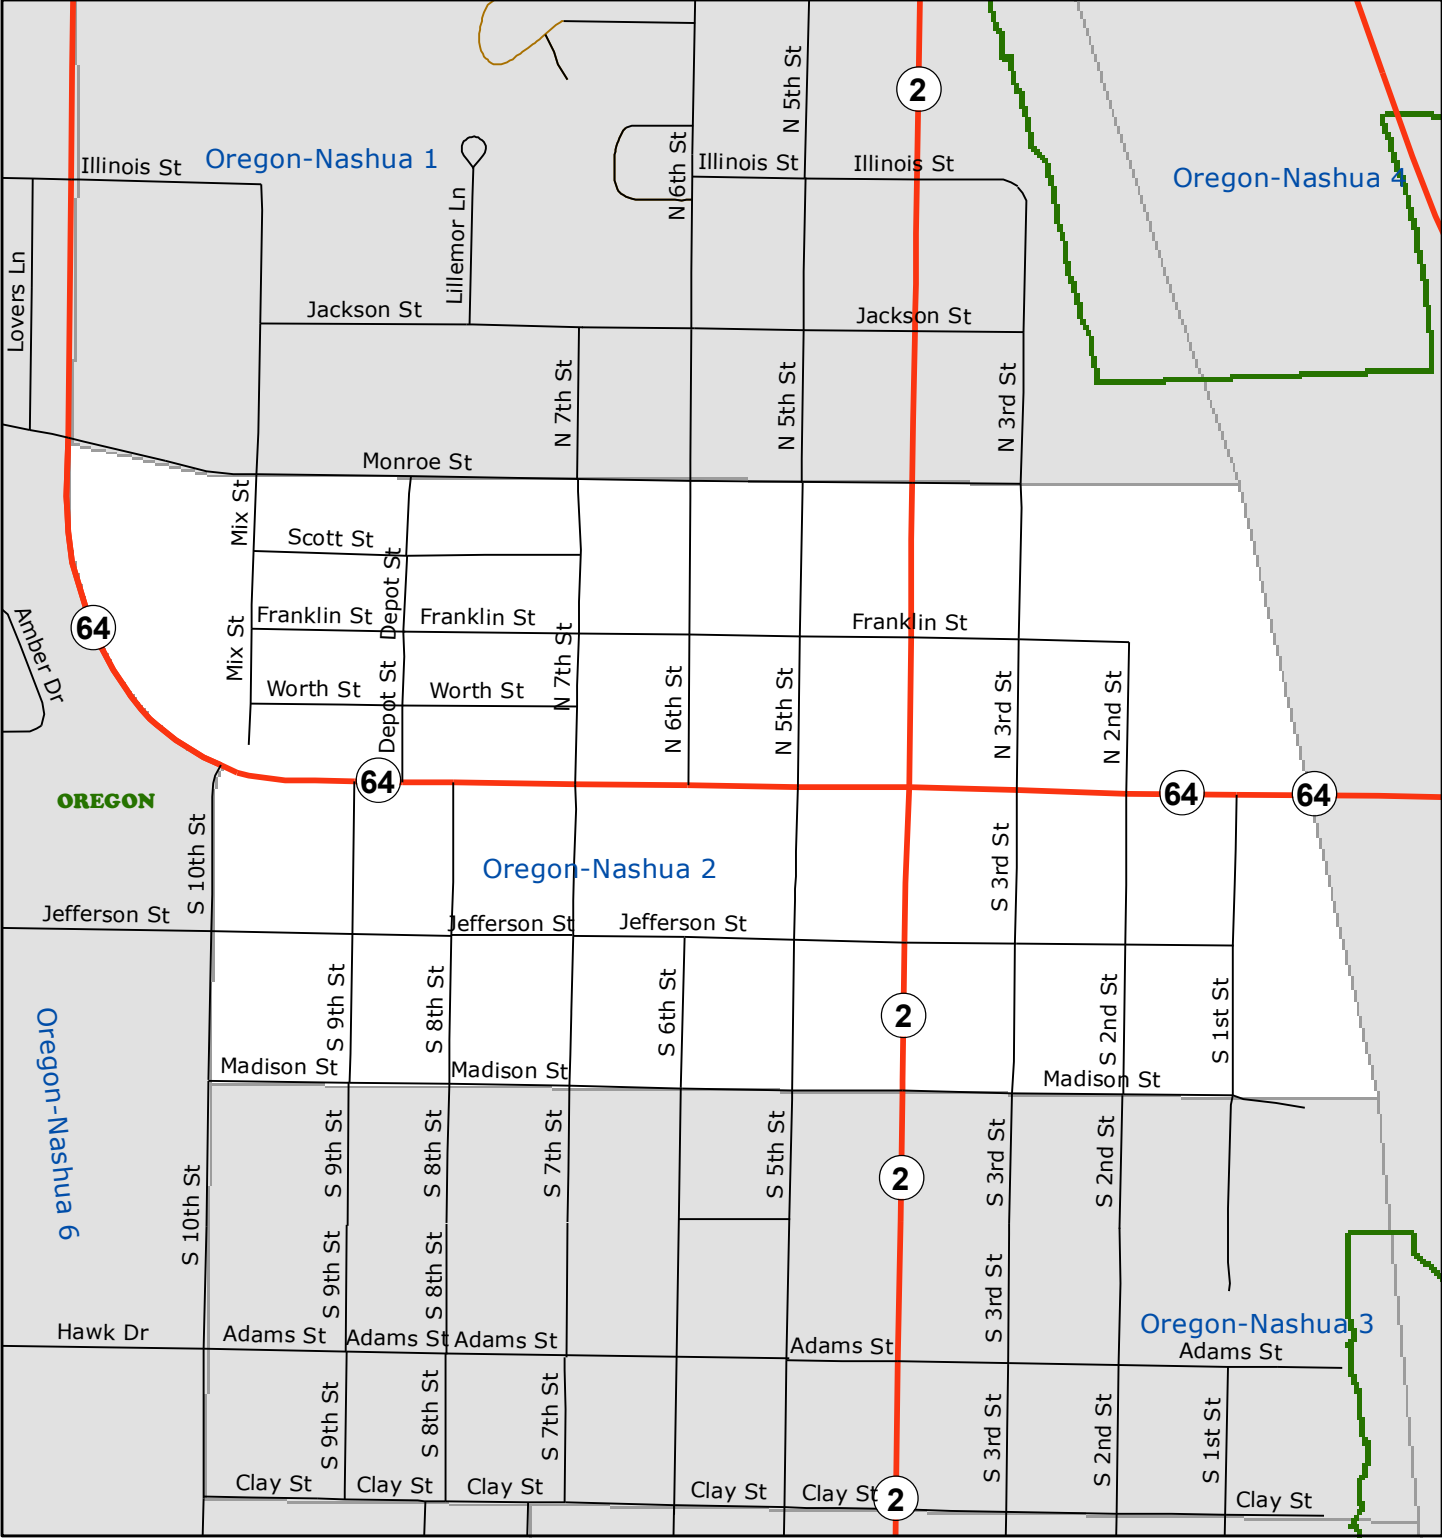 N 5th St
2
Illinois St
Oregon-Nashua 1
N 6th St
Illinois St
Illinois St
Oregon-Nashua 4
Lillemor Ln
Lovers Ln
Jackson St
Jackson St
N 7th St
N 5th St
N 3rd St
Monroe St
Mix St
Scott St
Depot St
Franklin St
Franklin St
Franklin St
64
Amber Dr
Mix St
N 7th St
Worth St
Worth St
Depot St
N 6th St
N 5th St
N 3rd St
N 2nd St
64
64
64
OREGON
S 10th St
Oregon-Nashua 2
S 3rd St
Jefferson St
Jefferson St
Jefferson St
S 9th St
S 8th St
S 6th St
2
S 2nd St
S 1st St
Oregon-Nashua 6
Madison St
Madison St
Madison St
S 10th St
S 9th St
S 8th St
S 7th St
S 5th St
2
S 3rd St
S 2nd St
S 9th St
S 8th St
S 3rd St
Oregon-Nashua 3
Hawk Dr
Adams St
Adams St
Adams St
Adams St
Adams St
S 9th St
S 8th St
S 7th St
S 3rd St
S 2nd St
S 1st St
Clay St
Clay St
Clay St
Clay St
Clay St
2
Clay St